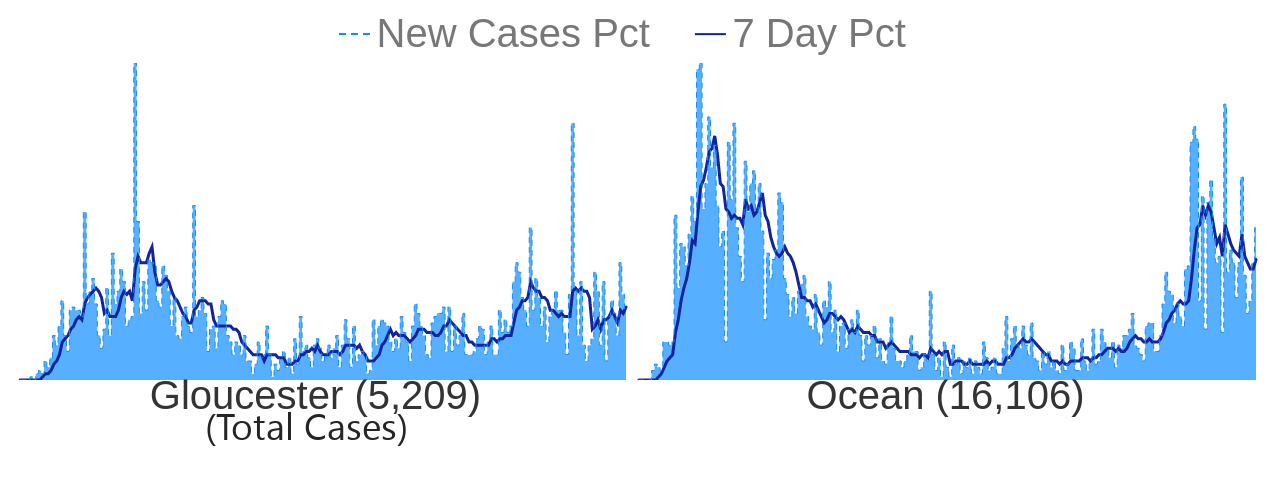 New Cases Pct 7 Day Pct
Gloucester (5,209) Ocean (16,106)
(Total Cases)